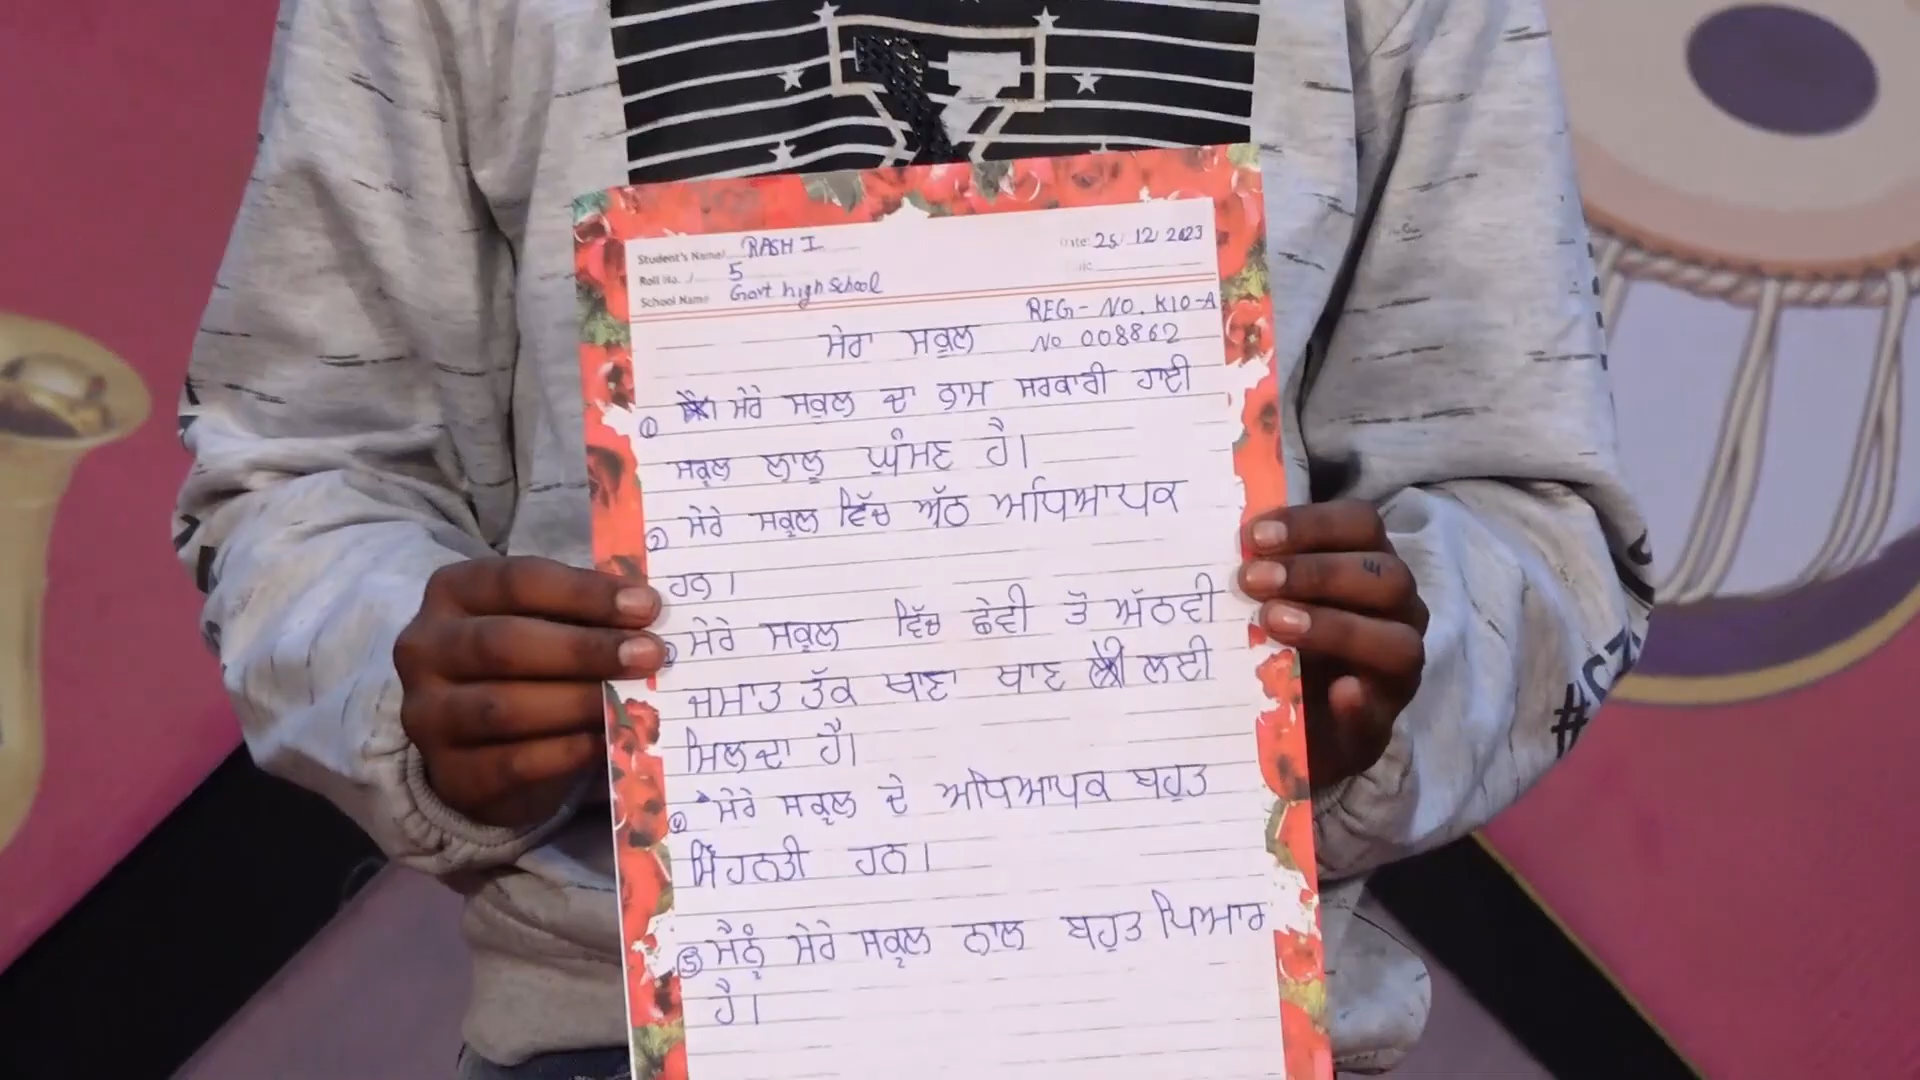 Student's Name/ RASHI
Date: 25/12/2023
Roll No. / 5
School Name Govt high School
REG- NO. K10-A
ਮੇਰਾ ਸਕੂਲ
No 008862
① ਮੇਰੇ ਸਕੂਲ ਦਾ ਨਾਮ ਸਰਕਾਰੀ ਹਾਈ
ਸਕੂਲ ਲਾਲੂ ਘੁੰਮਣ ਹੈ।
② ਮੇਰੇ ਸਕੂਲ ਵਿੱਚ ਅੱਠ ਅਧਿਆਪਕ
ਹਨ।
ਮੇਰੇ ਸਕੂਲ ਵਿੱਚ ਛੇਵੀ ਤੋ ਅੱਠਵੀ
ਜਮਾਤ ਤੱਕ ਖਾਣਾ ਖਾਣ ਲਈ
ਮਿਲਦਾ ਹੈ।
④ ਮੇਰੇ ਸਕੂਲ ਦੇ ਅਧਿਆਪਕ ਬਹੁਤ
ਮਿਹਨਤੀ ਹਨ।
⑤ ਮੈਨੂੰ ਮੇਰੇ ਸਕੂਲ ਨਾਲ ਬਹੁਤ ਪਿਆਰ
ਹੈ।